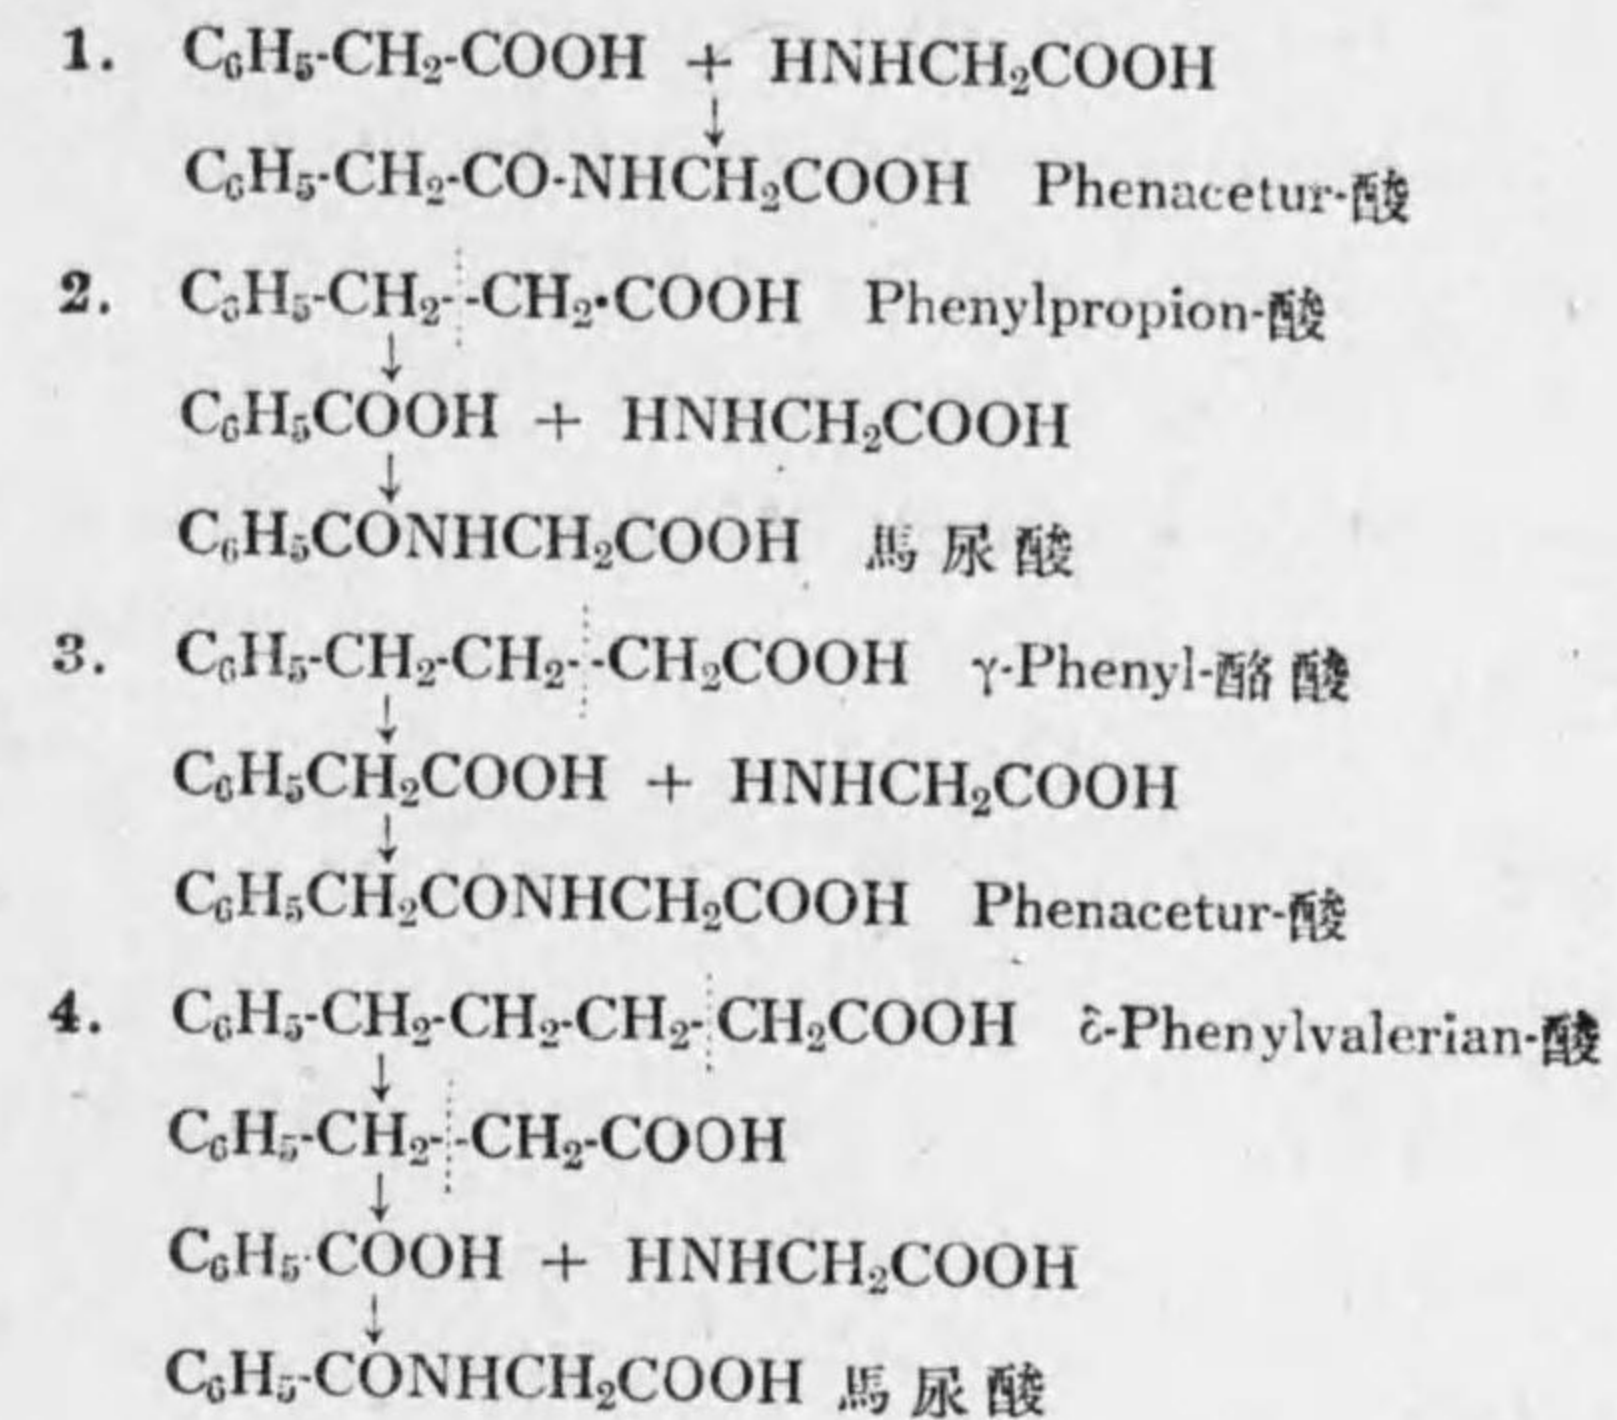 1. C₆H₅-CH₂-COOH + HNHCH₂COOH
↓
C₆H₅-CH₂-CO-NHCH₂COOH Phenacetur-酸
2. C₆H₅-CH₂--CH₂·COOH Phenylpropion-酸
↓
C₆H₅COOH + HNHCH₂COOH
↓
C₆H₅CONHCH₂COOH 馬尿酸
3. C₆H₅-CH₂-CH₂--CH₂COOH γ-Phenyl-酪酸
↓
C₆H₅CH₂COOH + HNHCH₂COOH
↓
C₆H₅CH₂CONHCH₂COOH Phenacetur-酸
4. C₆H₅-CH₂-CH₂-CH₂-CH₂COOH δ-Phenylvalerian-酸
↓
C₆H₅-CH₂--CH₂-COOH
↓
C₆H₅·COOH + HNHCH₂COOH
↓
C₆H₅-CONHCH₂COOH 馬尿酸